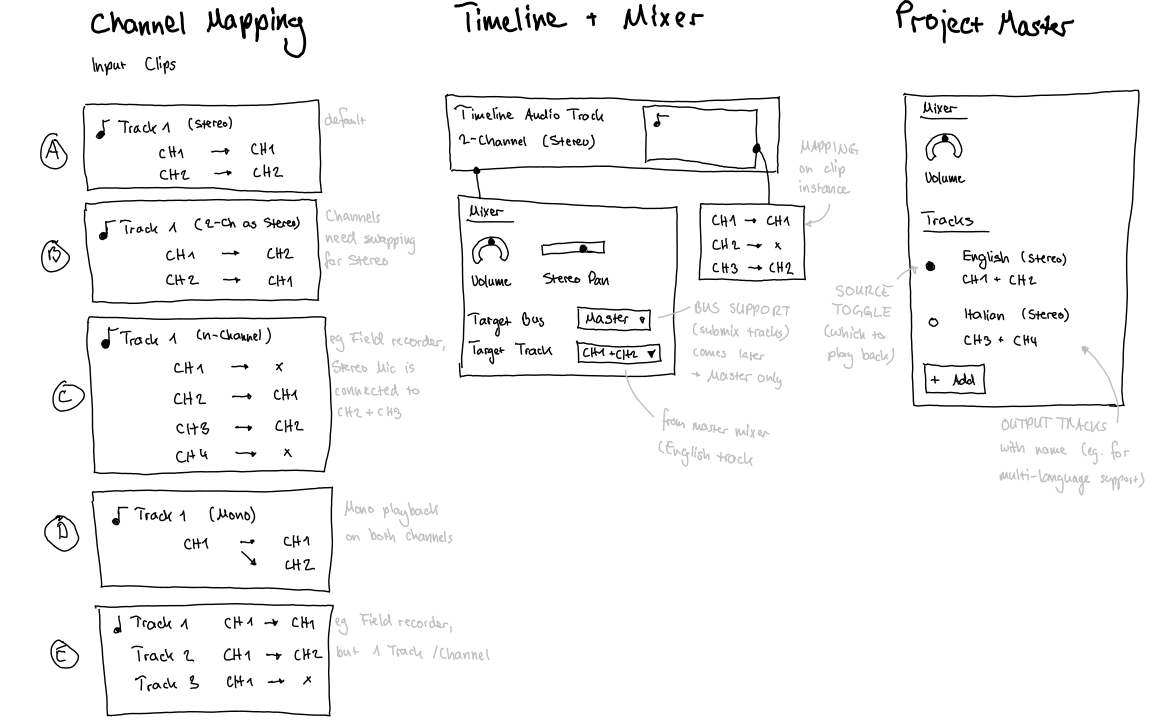 Channel Mapping
Input Clips
A
Track 1 (Stereo)
CH1 → CH1
CH2 → CH2
default
B
Track 1 (2-Ch as Stereo)
CH1 → CH2
CH2 → CH1
Channels
need swapping
for Stereo
C
Track 1 (n-Channel)
CH1 → x
CH2 → CH1
CH3 → CH2
CH4 → x
eg Field recorder,
Stereo Mic is
connected to
CH2 + CH3
D
Track 1 (Mono)
CH1 → CH1
↘ CH2
Mono playback
on both channels
E
Track 1 CH1 → CH1
Track 2 CH1 → CH2
Track 3 CH1 → x
eg Field recorder,
but 1 Track / Channel
Timeline + Mixer
Timeline Audio Track
2-Channel (Stereo)
MAPPING
on clip
instance
CH1 → CH1
CH2 → x
CH3 → CH2
Mixer
Volume
Stereo Pan
Target Bus Master ▼
Target Track CH1+CH2 ▼
BUS SUPPORT
(submix tracks)
comes later
→ Master only
from master mixer
(English track
Project Master
Mixer
Volume
Tracks
English (Stereo)
CH1 + CH2
Italian (Stereo)
CH3 + CH4
+ Add
SOURCE
TOGGLE
(which to
play back)
OUTPUT TRACKS
with name (eg. for
multi-language support)